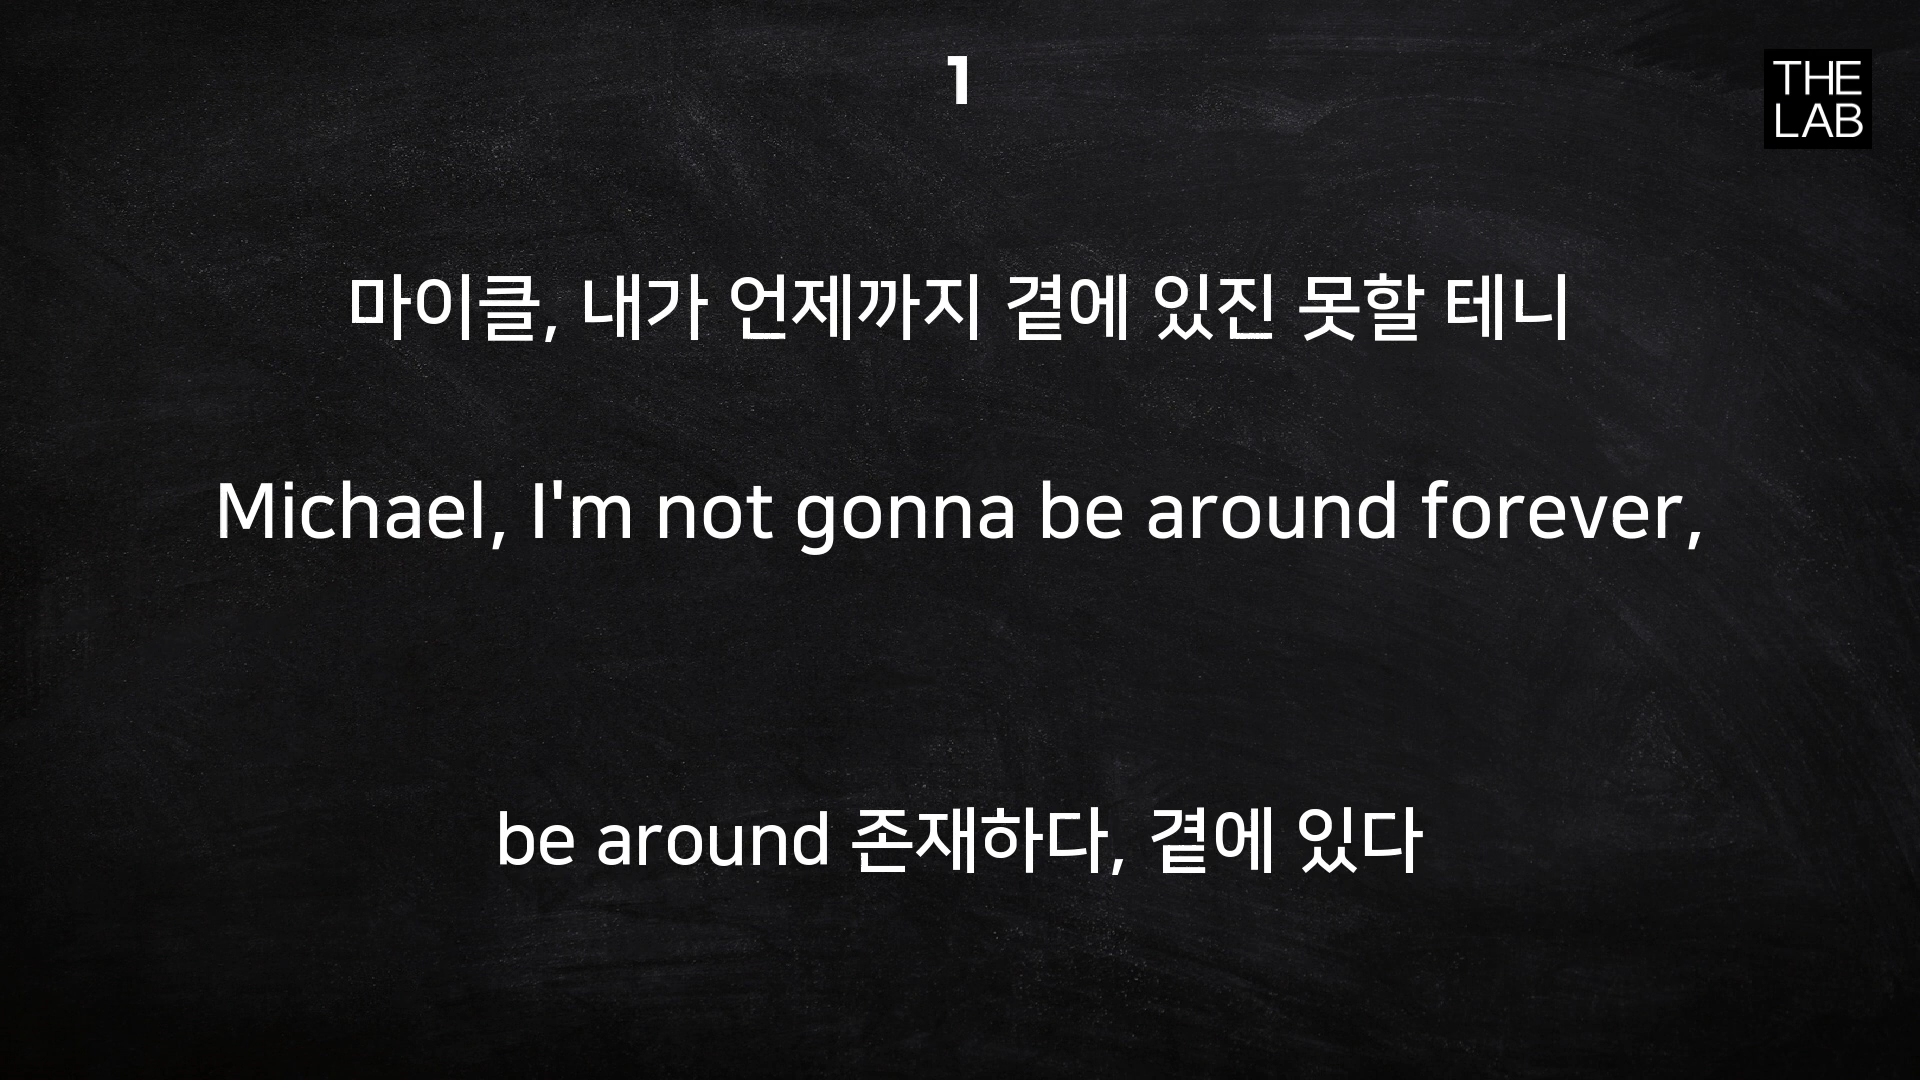 1
THE
LAB
마이클, 내가 언제까지 곁에 있진 못할 테니
Michael, I'm not gonna be around forever,
be around 존재하다, 곁에 있다